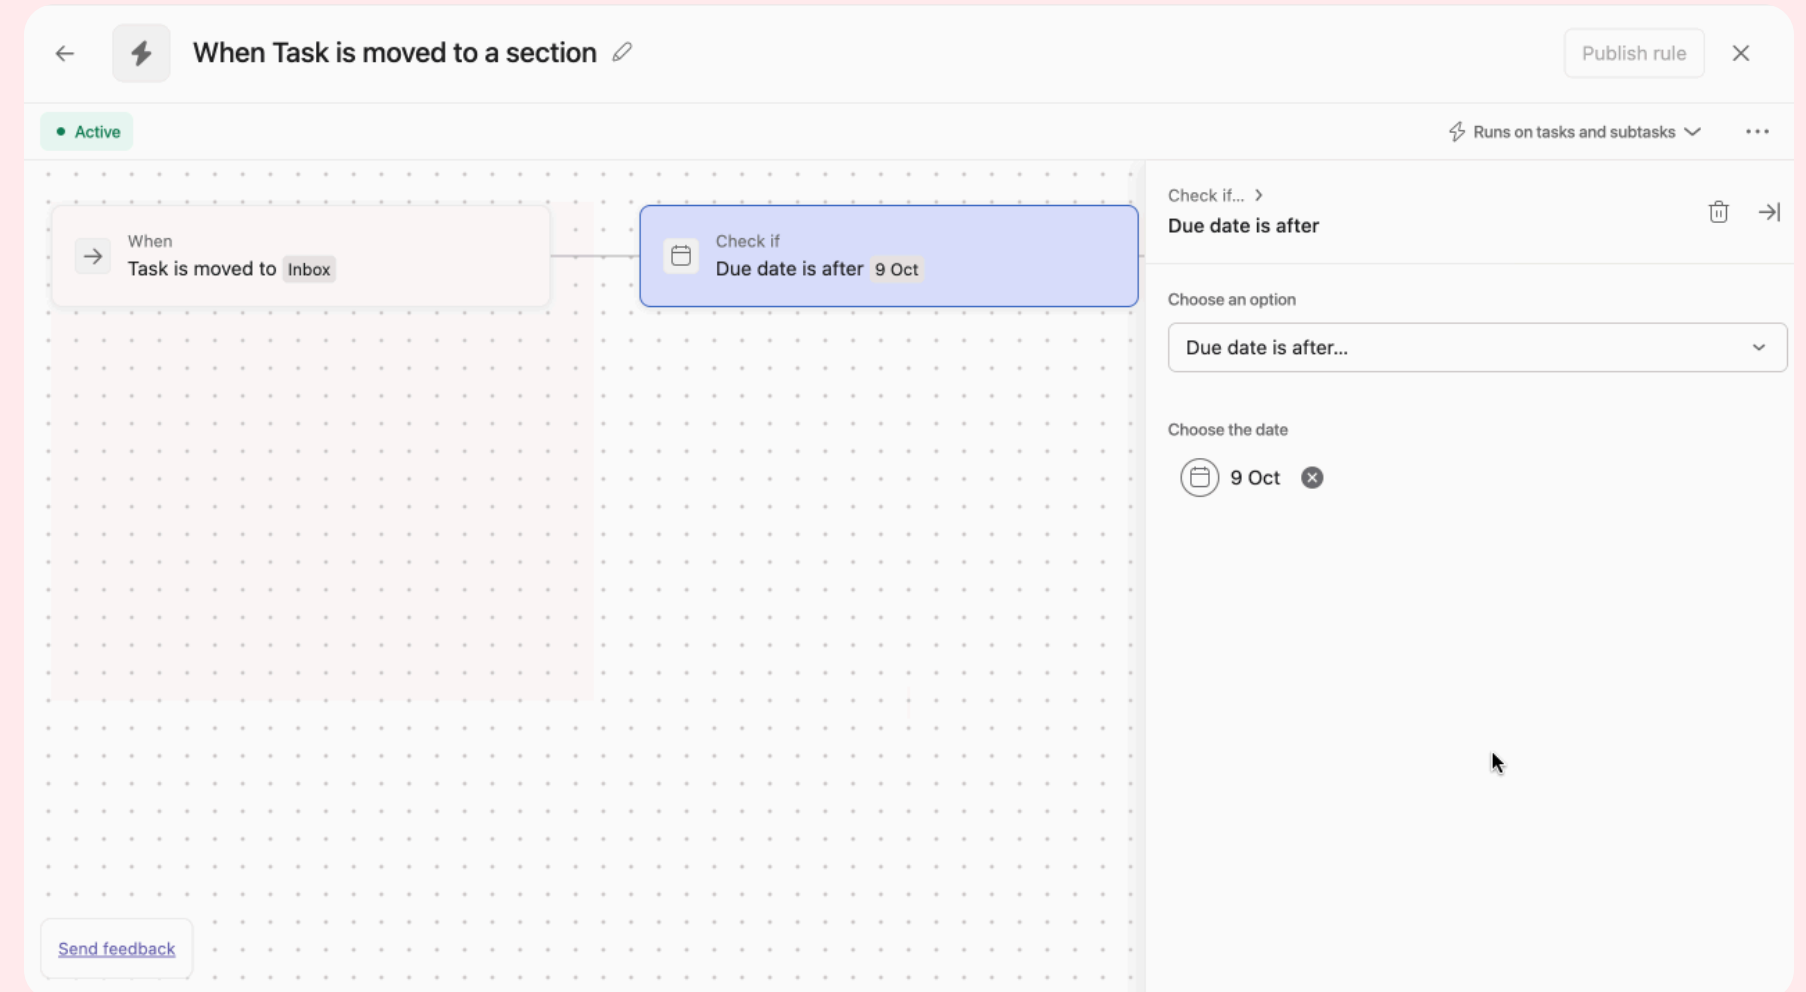 When Task is moved to a section
Publish rule
Active
Runs on tasks and subtasks
When
Task is moved to Inbox
Check if
Due date is after 9 Oct
Check if...
Due date is after
Choose an option
Due date is after...
Choose the date
9 Oct
Send feedback